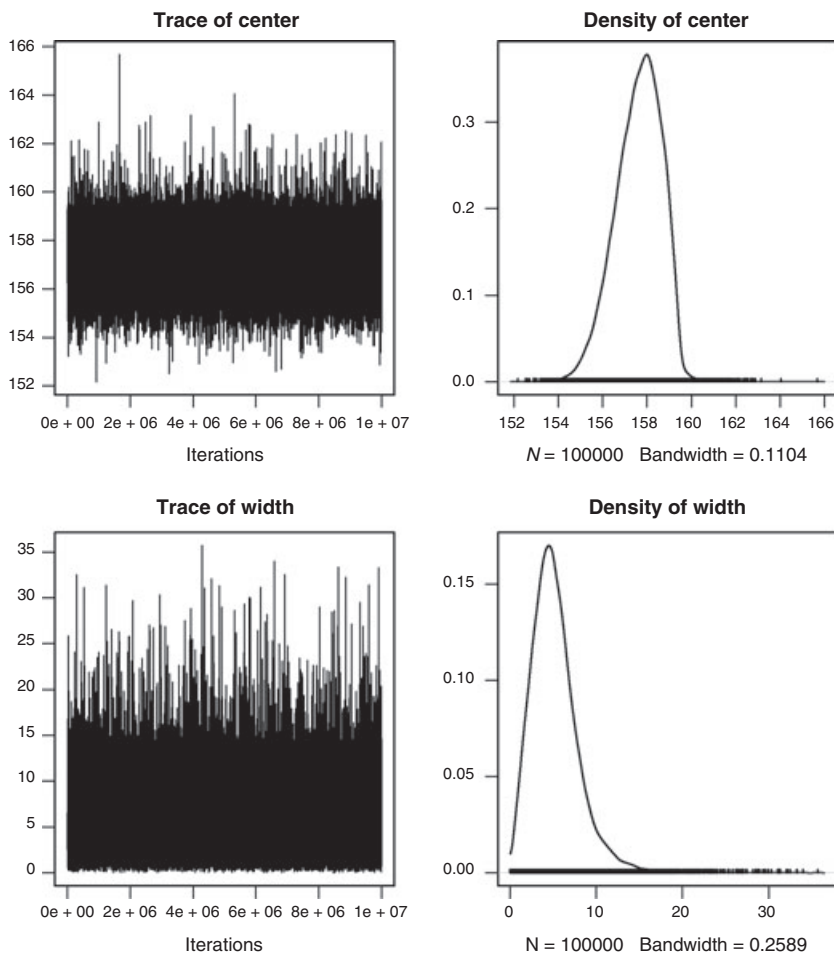 Trace of center
166
164
162
160
158
156
154
152
0e + 00 2e + 06 4e + 06 6e + 06 8e + 06 1e + 07
Iterations
Density of center
0.3
0.2
0.1
0.0
152 154 156 158 160 162 164 166
N = 100000 Bandwidth = 0.1104
Trace of width
35
30
25
20
15
10
5
0
0e + 00 2e + 06 4e + 06 6e + 06 8e + 06 1e + 07
Iterations
Density of width
0.15
0.10
0.05
0.00
0 10 20 30
N = 100000 Bandwidth = 0.2589